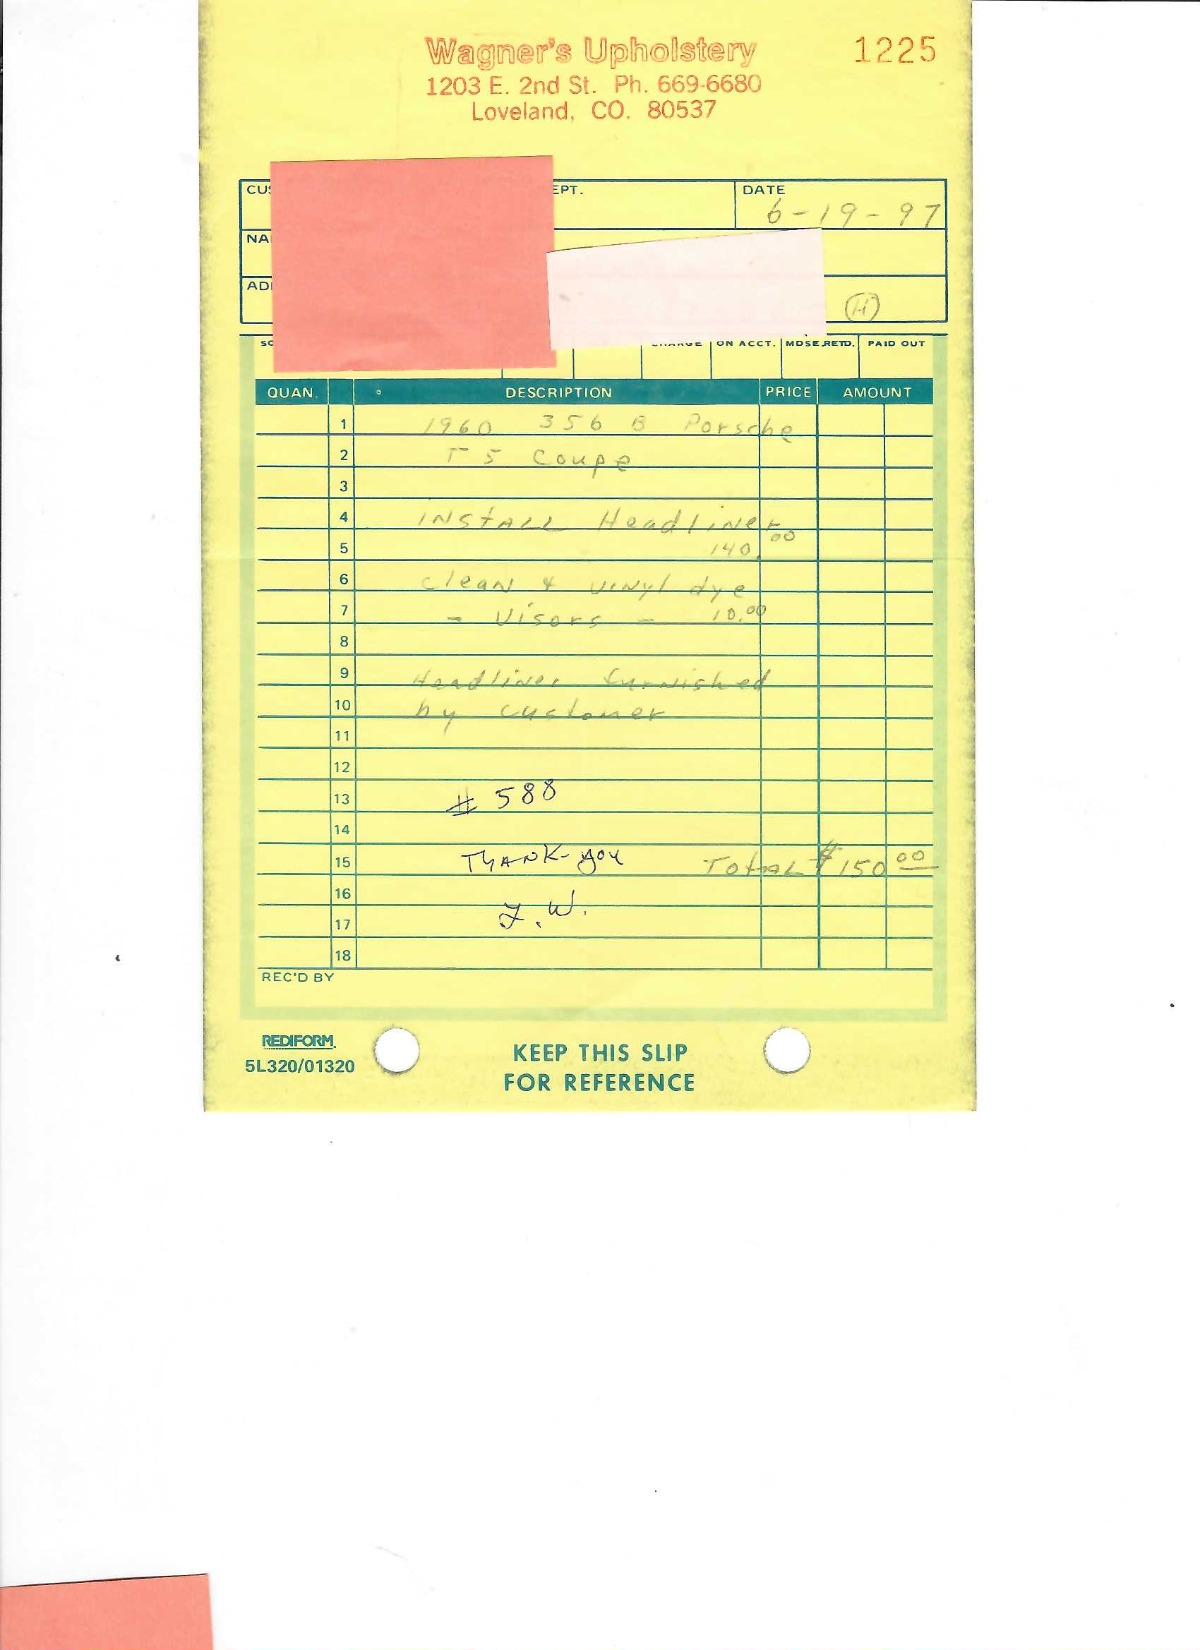 Wagner's Upholstery 1225
1203 E. 2nd St. Ph. 669-6680
Loveland, CO. 80537
DATE
6-19-97
H
ON ACCT. MDSE. RETD. PAID OUT
QUAN. DESCRIPTION PRICE AMOUNT
1 1960 356 B Porsche
2 T5 Coupe
3
4 INSTALL Headliner
5 140.00
6 Clean & vinyl dye
7 - Visors - 10.00
8
9 Headliner furnished
10 by customer
11
12
13 # 588
14
15 THANK-you TOTAL $150 00
16
17 J.W.
18
REC'D BY
REDIFORM.
5L320/01320
KEEP THIS SLIP
FOR REFERENCE